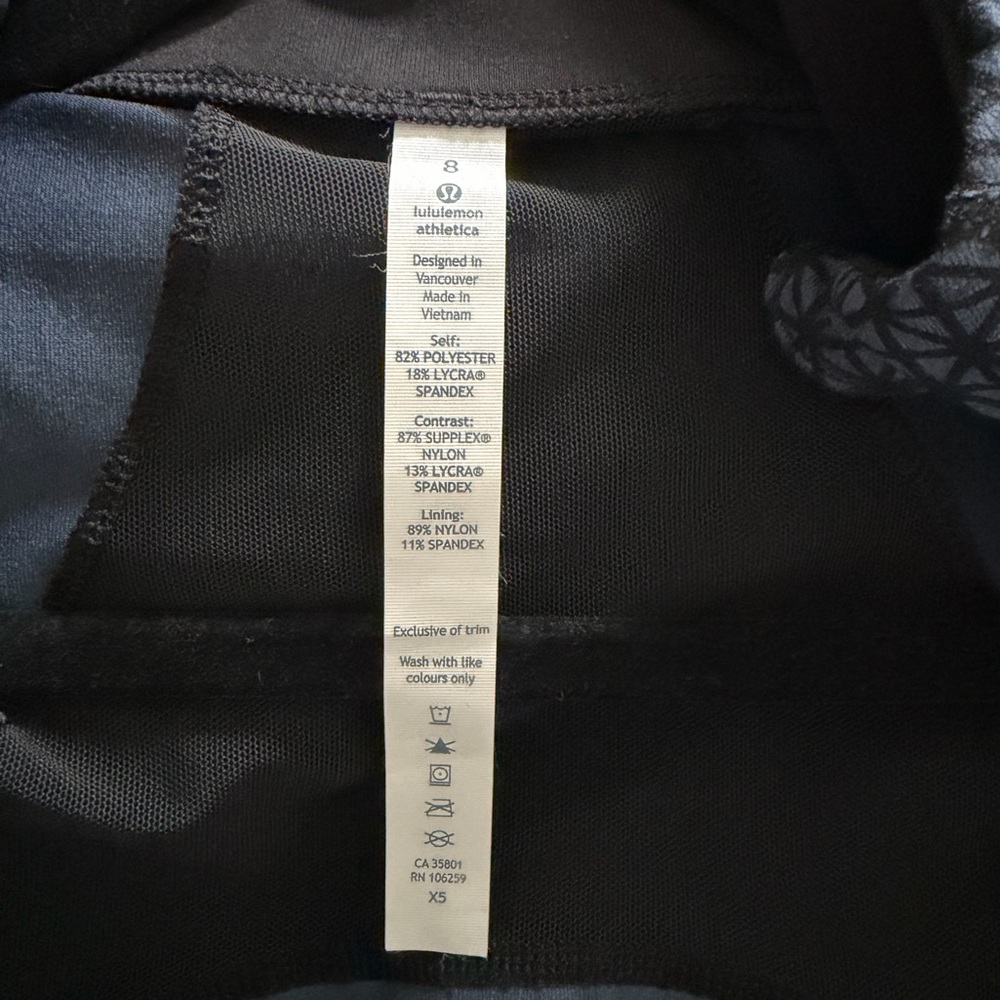 8
lululemon
athletica
Designed in
Vancouver
Made in
Vietnam
Self:
82% POLYESTER
18% LYCRA®
SPANDEX
Contrast:
87% SUPPLEX®
NYLON
13% LYCRA®
SPANDEX
Lining:
89% NYLON
11% SPANDEX
Exclusive of trim
Wash with like
colours only
CA 35801
RN 106259
X5